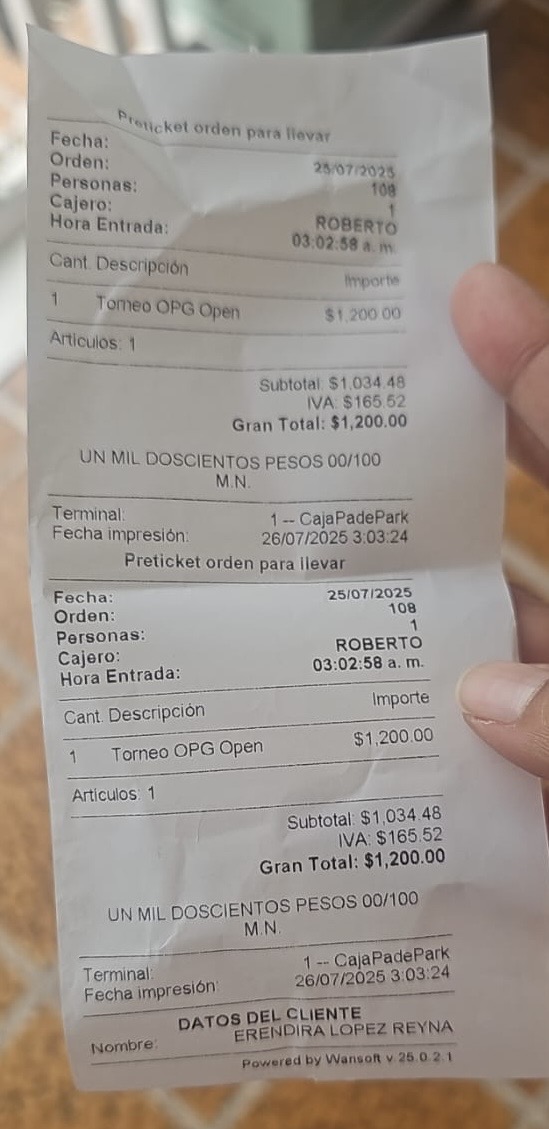 Preticket orden para llevar
Fecha: 25/07/2025
Orden: 108
Personas: 1
Cajero: ROBERTO
Hora Entrada: 03:02:58 a. m.
Cant. Descripción Importe
1 Torneo OPG Open $1,200.00
Articulos: 1
Subtotal: $1,034.48
IVA: $165.52
Gran Total: $1,200.00
UN MIL DOSCIENTOS PESOS 00/100
M.N.
Terminal: 1 -- CajaPadePark
Fecha impresión: 26/07/2025 3:03:24
Preticket orden para llevar
Fecha: 25/07/2025
Orden: 108
Personas: 1
Cajero: ROBERTO
Hora Entrada: 03:02:58 a. m.
Cant. Descripción Importe
1 Torneo OPG Open $1,200.00
Articulos: 1
Subtotal: $1,034.48
IVA: $165.52
Gran Total: $1,200.00
UN MIL DOSCIENTOS PESOS 00/100
M.N.
Terminal: 1 -- CajaPadePark
Fecha impresión: 26/07/2025 3:03:24
DATOS DEL CLIENTE
Nombre: ERENDIRA LOPEZ REYNA
Powered by Wansoft v.25.0.2.1